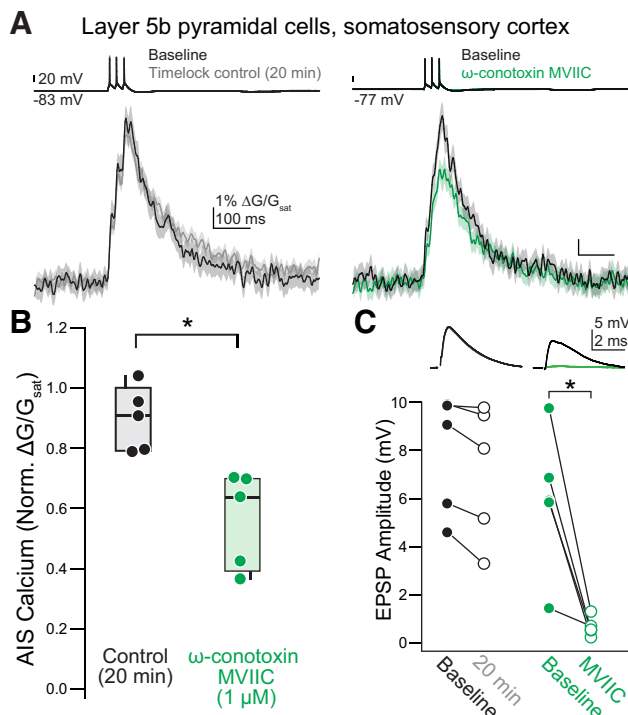 A
Layer 5b pyramidal cells, somatosensory cortex
Baseline
Timelock control (20 min)
20 mV
-83 mV
1% ΔG/Gsat
100 ms
Baseline
ω-conotoxin MVIIC
-77 mV
B
AIS Calcium (Norm. ΔG/Gsat)
1.2
1.0
0.8
0.6
0.4
0.2
0.0
*
Control
(20 min)
ω-conotoxin
MVIIC
(1 µM)
C
5 mV
2 ms
*
EPSP Amplitude (mV)
10
8
6
4
2
0
Baseline
20 min
Baseline
MVIIC